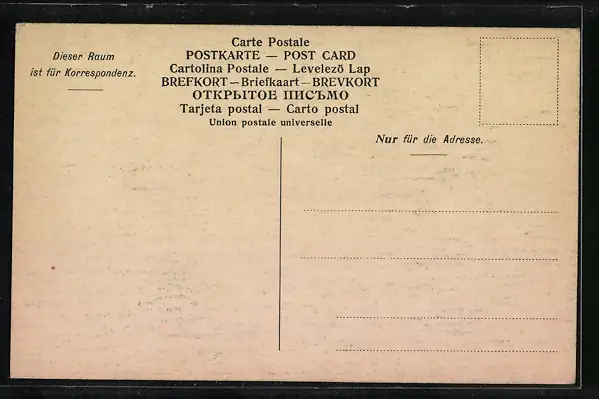 Dieser Raum
ist für Korrespondenz.
Carte Postale
POSTKARTE — POST CARD
Cartolina Postale — Levelezö Lap
BREFKORT — Briefkaart — BREVKORT
ОТКРЫТОЕ ПИСЪМО
Tarjeta postal — Carto postal
Union postale universelle
Nur für die Adresse.